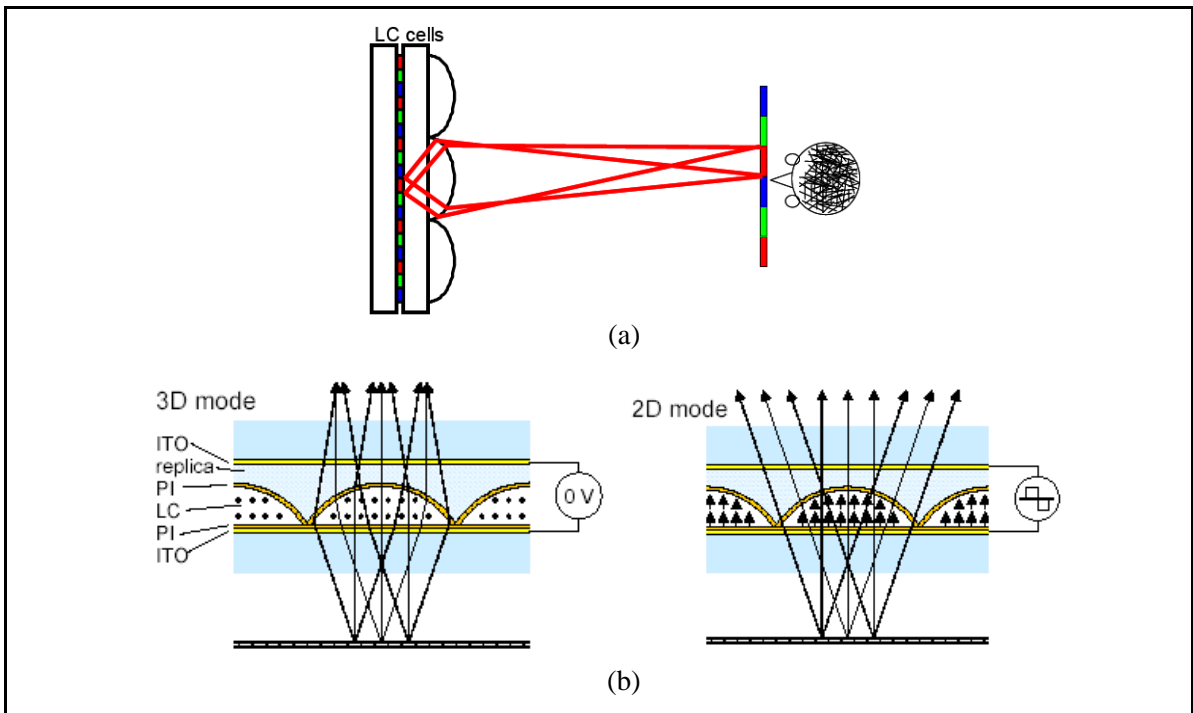 LC cells
(a)
3D mode
ITO
replica
PI
LC
PI
ITO
0 V
2D mode
(b)